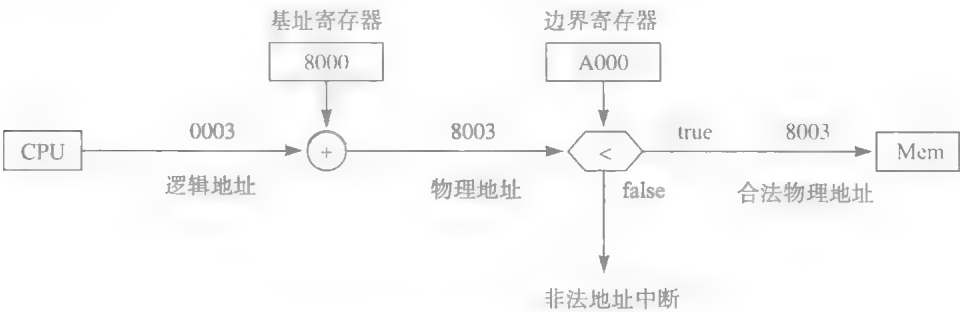 基址寄存器 边界寄存器
8000 A000
0003 8003 true 8003
CPU + < Mem
逻辑地址 物理地址 false 合法物理地址
非法地址中断